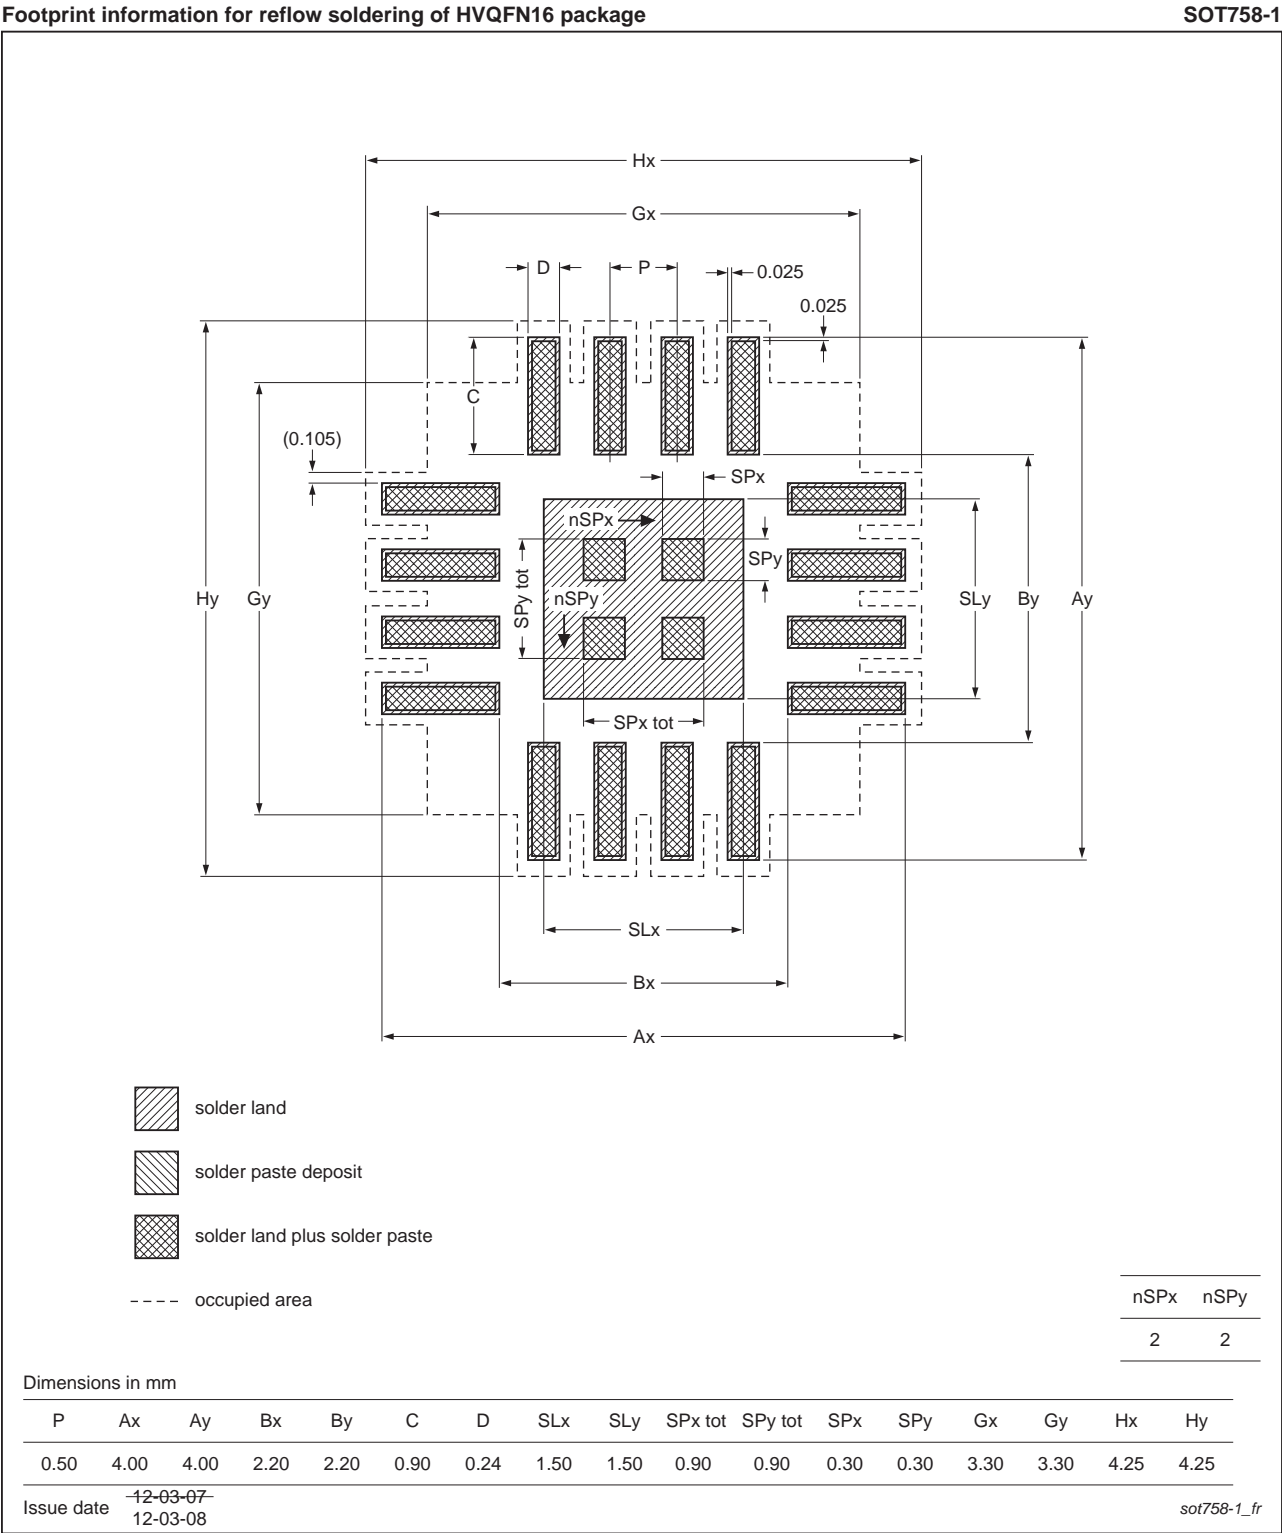 Footprint information for reflow soldering of HVQFN16 package SOT758-1
Hx
Gx
D P 0.025
0.025
C
(0.105)
SPx
nSPx
SPy
SPy tot
nSPy
Hy Gy SLy By Ay
SPx tot
SLx
Bx
Ax
solder land
solder paste deposit
solder land plus solder paste
occupied area
nSPx nSPy
2 2
Dimensions in mm
P Ax Ay Bx By C D SLx SLy SPx tot SPy tot SPx SPy Gx Gy Hx Hy
0.50 4.00 4.00 2.20 2.20 0.90 0.24 1.50 1.50 0.90 0.90 0.30 0.30 3.30 3.30 4.25 4.25
Issue date 12-03-07
12-03-08
sot758-1_fr